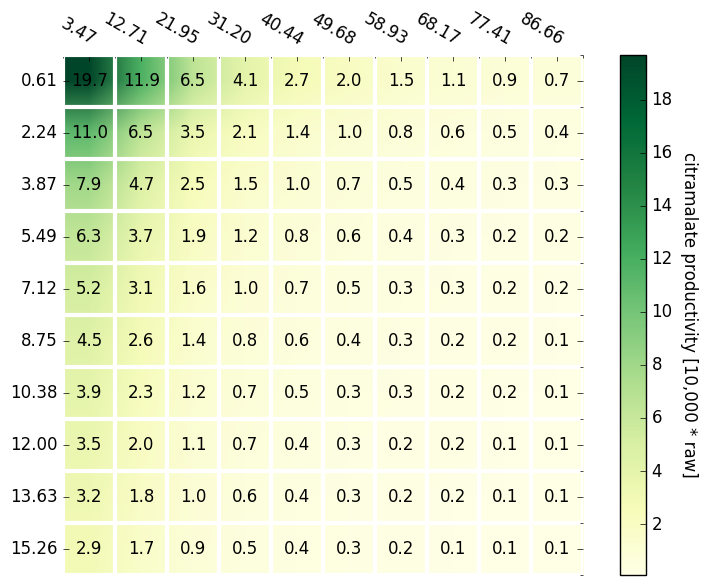 3.47 12.71 21.95 31.20 40.44 49.68 58.93 68.17 77.41 86.66
0.61 19.7 11.9 6.5 4.1 2.7 2.0 1.5 1.1 0.9 0.7
2.24 11.0 6.5 3.5 2.1 1.4 1.0 0.8 0.6 0.5 0.4
3.87 7.9 4.7 2.5 1.5 1.0 0.7 0.5 0.4 0.3 0.3
5.49 6.3 3.7 1.9 1.2 0.8 0.6 0.4 0.3 0.2 0.2
7.12 5.2 3.1 1.6 1.0 0.7 0.5 0.3 0.3 0.2 0.2
8.75 4.5 2.6 1.4 0.8 0.6 0.4 0.3 0.2 0.2 0.1
10.38 3.9 2.3 1.2 0.7 0.5 0.3 0.3 0.2 0.2 0.1
12.00 3.5 2.0 1.1 0.7 0.4 0.3 0.2 0.2 0.1 0.1
13.63 3.2 1.8 1.0 0.6 0.4 0.3 0.2 0.2 0.1 0.1
15.26 2.9 1.7 0.9 0.5 0.4 0.3 0.2 0.1 0.1 0.1
18
16
14
12
10
8
6
4
2
citramalate productivity [10,000 * raw]